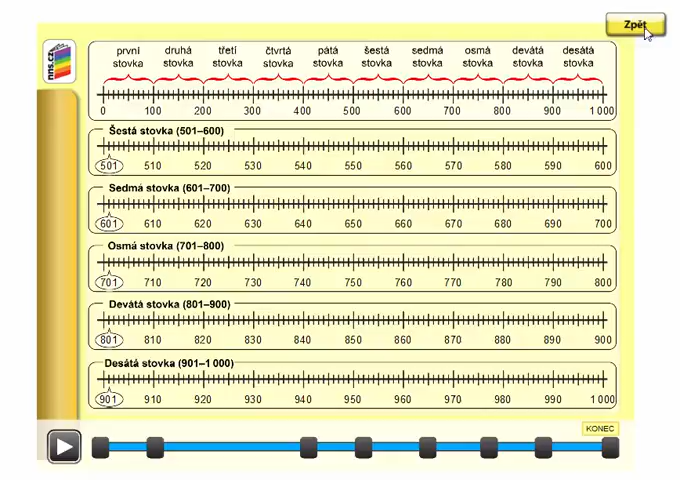 Zpět
nns.cz
první druhá třetí čtvrtá pátá šestá sedmá osmá devátá desátá
stovka stovka stovka stovka stovka stovka stovka stovka stovka stovka
0 100 200 300 400 500 600 700 800 900 1 000
Šestá stovka (501–600)
501 510 520 530 540 550 560 570 580 590 600
Sedmá stovka (601–700)
601 610 620 630 640 650 660 670 680 690 700
Osmá stovka (701–800)
701 710 720 730 740 750 760 770 780 790 800
Devátá stovka (801–900)
801 810 820 830 840 850 860 870 880 890 900
Desátá stovka (901–1 000)
901 910 920 930 940 950 960 970 980 990 1 000
KONEC